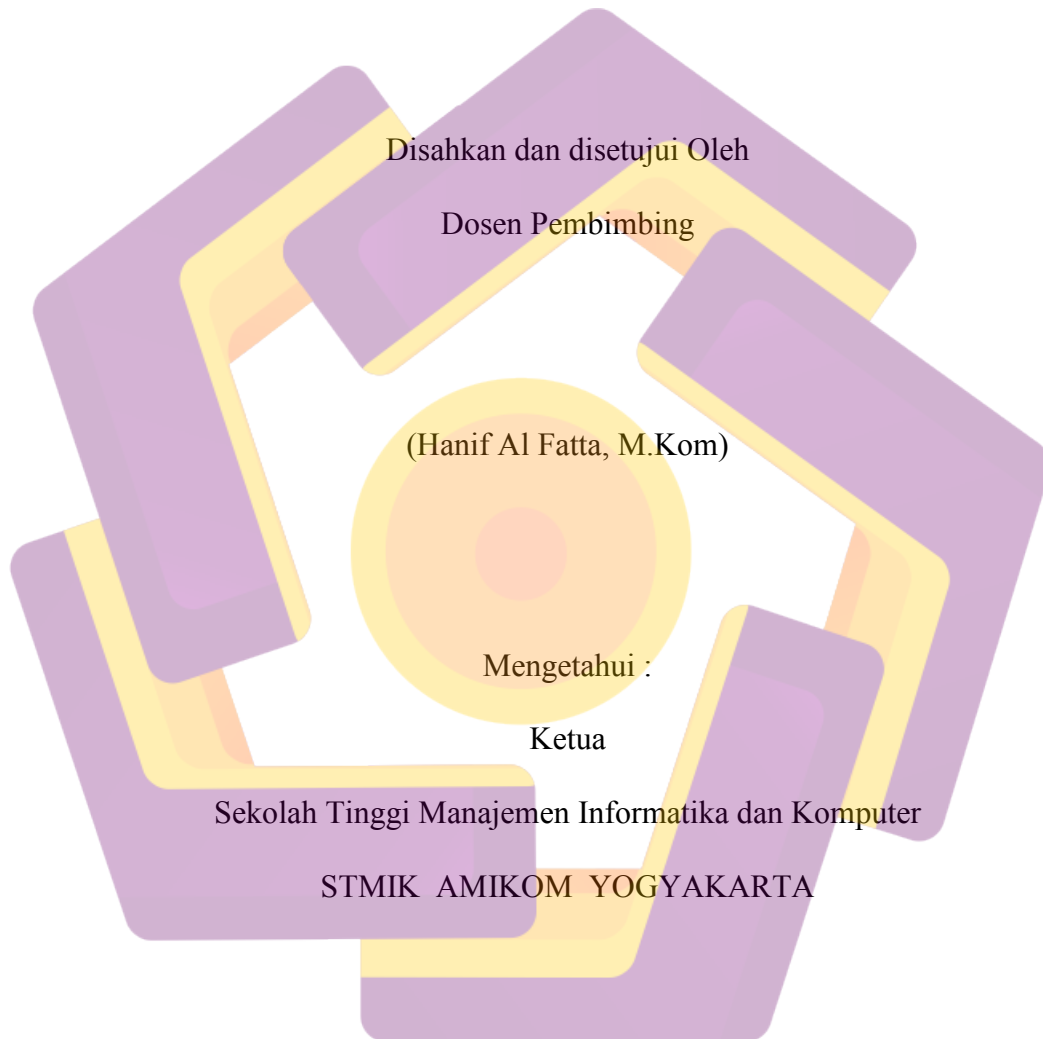 Disahkan dan disetujui Oleh
Dosen Pembimbing
(Hanif Al Fatta, M.Kom)
Mengetahui :
Ketua
Sekolah Tinggi Manajemen Informatika dan Komputer
STMIK AMIKOM YOGYAKARTA